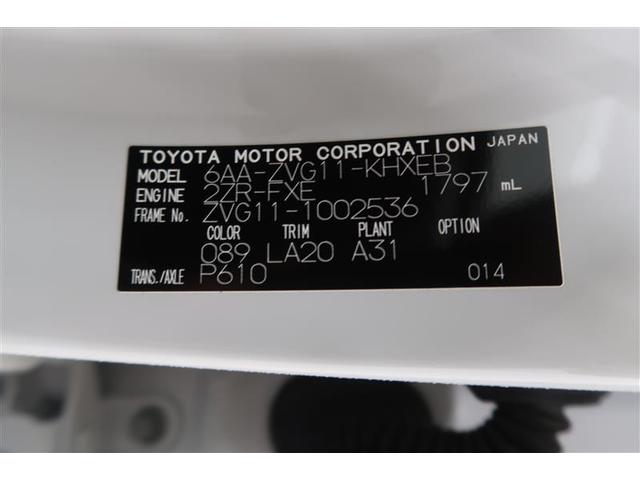 TOYOTA MOTOR CORPORATION JAPAN
MODEL 6AA-ZVG11-KHXEB
ENGINE 2ZR-FXE 1797 mL
FRAME No. ZVG11-1002536
COLOR TRIM PLANT OPTION
089 LA20 A31
TRANS./AXLE P610 014